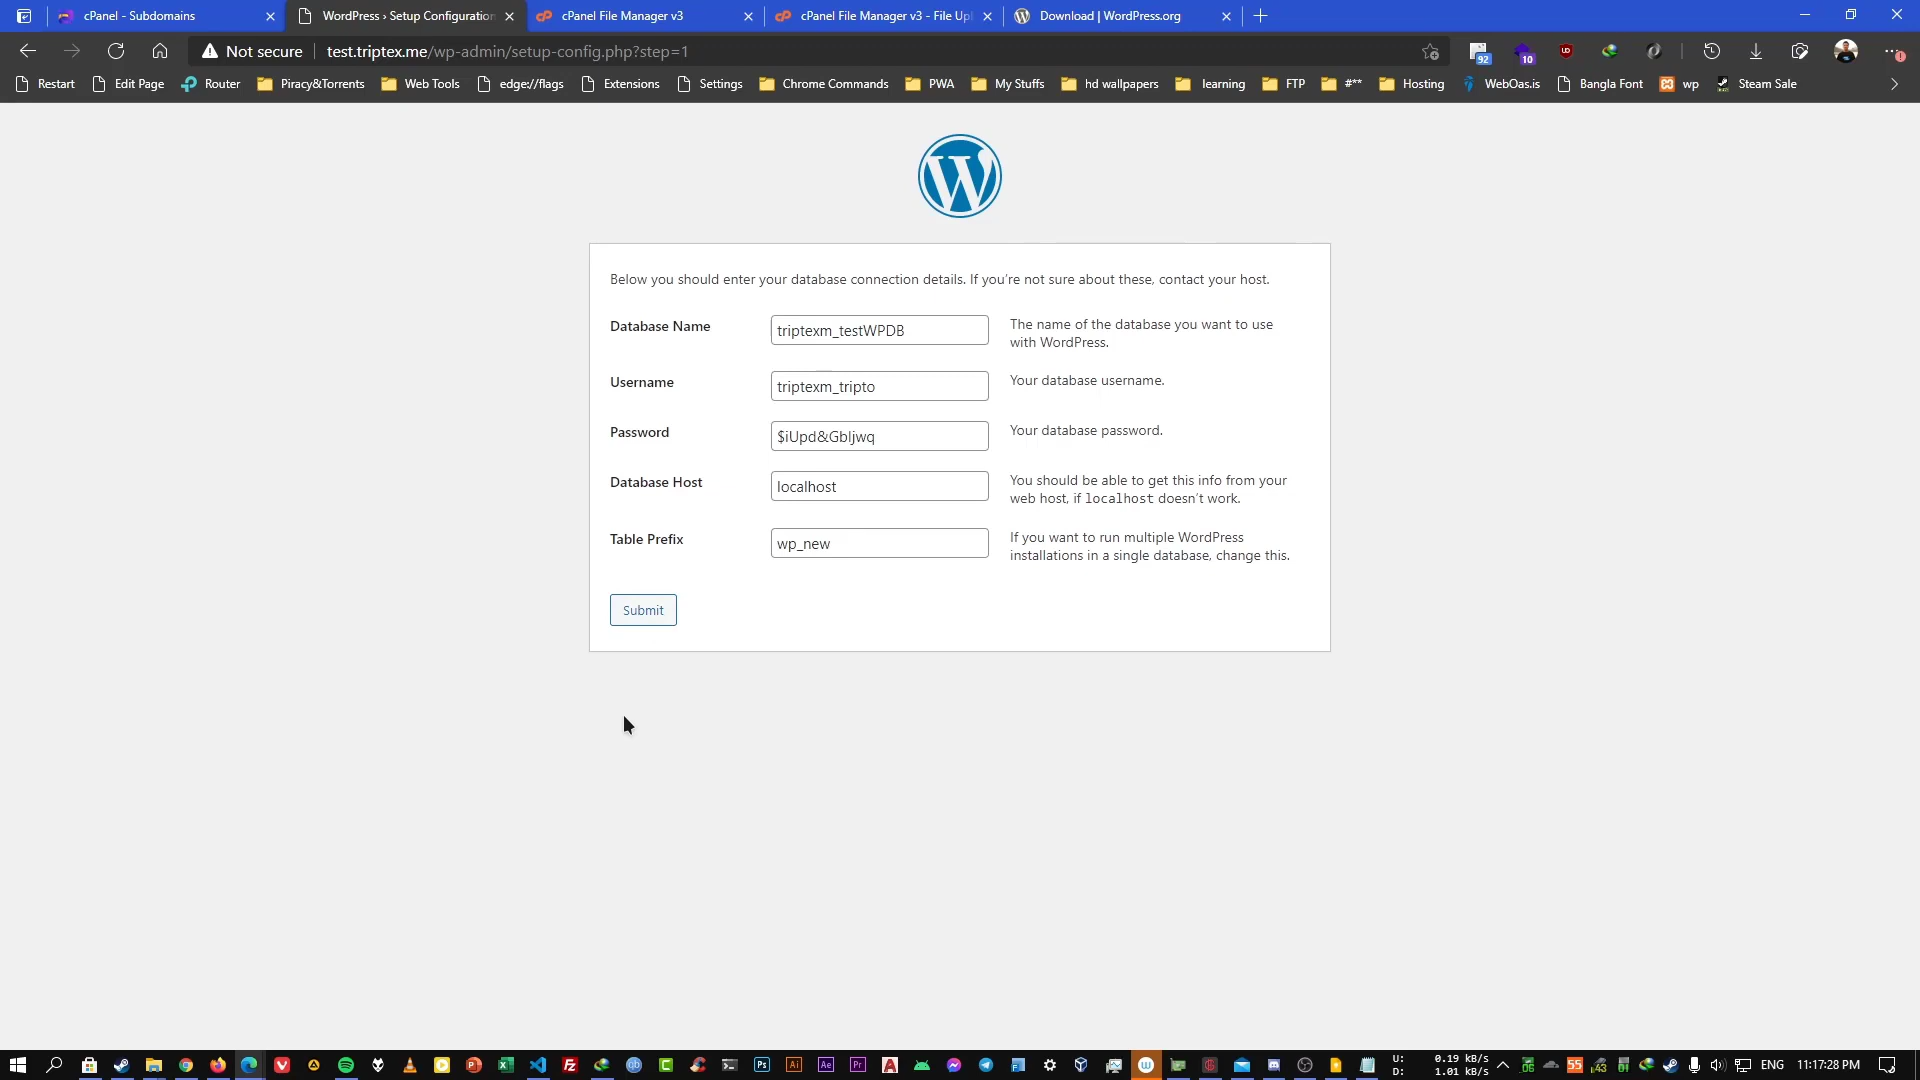 cPanel - Subdomains
WordPress › Setup Configuration
cPanel File Manager v3
cPanel File Manager v3 - File Upl
Download | WordPress.org
Not secure
test.triptex.me/wp-admin/setup-config.php?step=1
92
10
Restart
Edit Page
Router
Piracy&Torrents
Web Tools
edge://flags
Extensions
Settings
Chrome Commands
PWA
My Stuffs
hd wallpapers
learning
FTP
#**
Hosting
WebOas.is
Bangla Font
wp
Steam Sale
Below you should enter your database connection details. If you're not sure about these, contact your host.
Database Name
triptexm_testWPDB
The name of the database you want to use
with WordPress.
Username
triptexm_tripto
Your database username.
Password
$iUpd&Gbljwq
Your database password.
Database Host
localhost
You should be able to get this info from your
web host, if localhost doesn't work.
Table Prefix
wp_new
If you want to run multiple WordPress
installations in a single database, change this.
Submit
U: 0.19 kB/s
D: 1.01 kB/s
55
43
ENG
11:17:28 PM